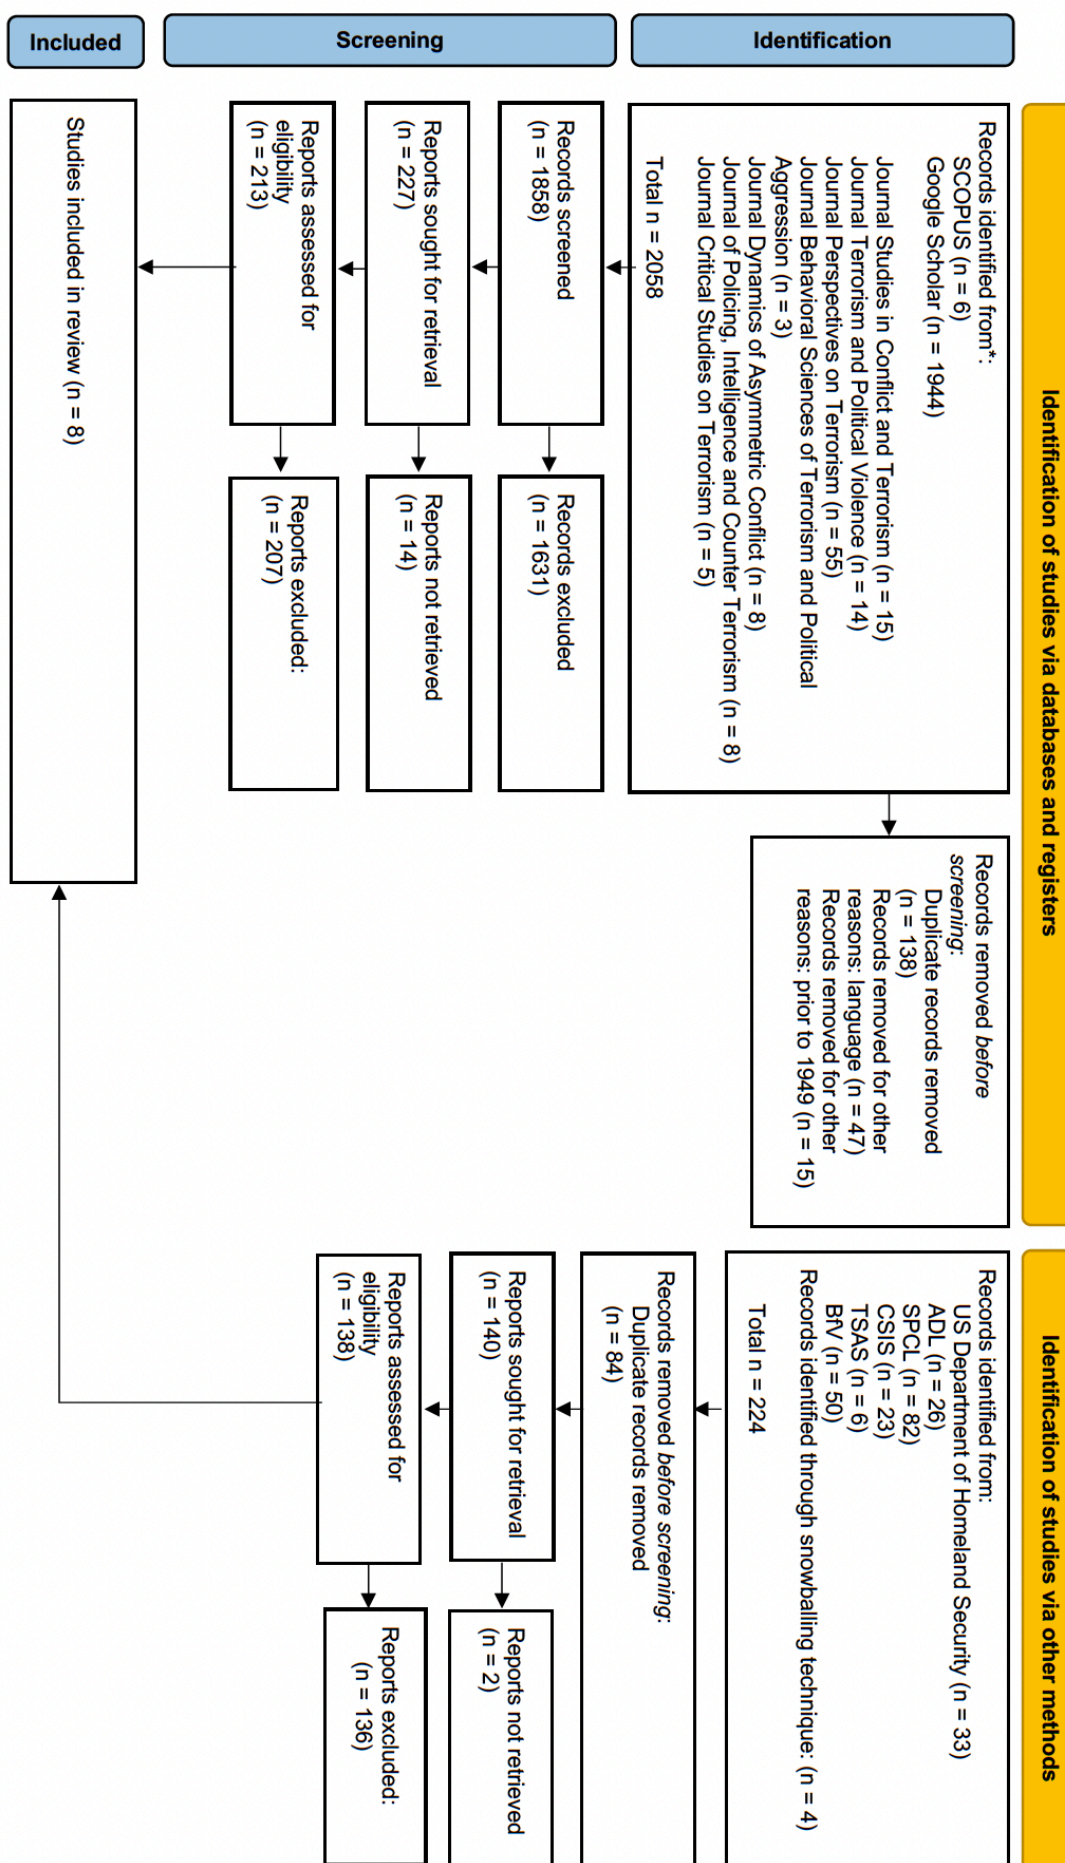 Identification of studies via databases and registers
Identification of studies via other methods
Identification
Records identified from*:
SCOPUS (n = 6)
Google Scholar (n = 1944)
Journal Studies in Conflict and Terrorism (n = 15)
Journal Terrorism and Political Violence (n = 14)
Journal Perspectives on Terrorism (n = 55)
Journal Behavioral Sciences of Terrorism and Political
Aggression (n = 3)
Journal Dynamics of Asymmetric Conflict (n = 8)
Journal of Policing, Intelligence and Counter Terrorism (n = 8)
Journal Critical Studies on Terrorism (n = 5)
Total n = 2058
Records removed before
screening:
Duplicate records removed
(n = 138)
Records removed for other
reasons: language (n = 47)
Records removed for other
reasons: prior to 1949 (n = 15)
Records identified from:
US Department of Homeland Security (n = 33)
ADL (n = 26)
SPCL (n = 82)
CSIS (n = 23)
TSAS (n = 6)
BfV (n = 50)
Records identified through snowballing technique: (n = 4)
Total n = 224
Screening
Records screened
(n = 1858)
Records excluded
(n = 1631)
Records removed before screening:
Duplicate records removed
(n = 84)
Reports sought for retrieval
(n = 227)
Reports not retrieved
(n = 14)
Reports sought for retrieval
(n = 140)
Reports not retrieved
(n = 2)
Reports assessed for
eligibility
(n = 213)
Reports excluded:
(n = 207)
Reports assessed for
eligibility
(n = 138)
Reports excluded:
(n = 136)
Included
Studies included in review (n = 8)